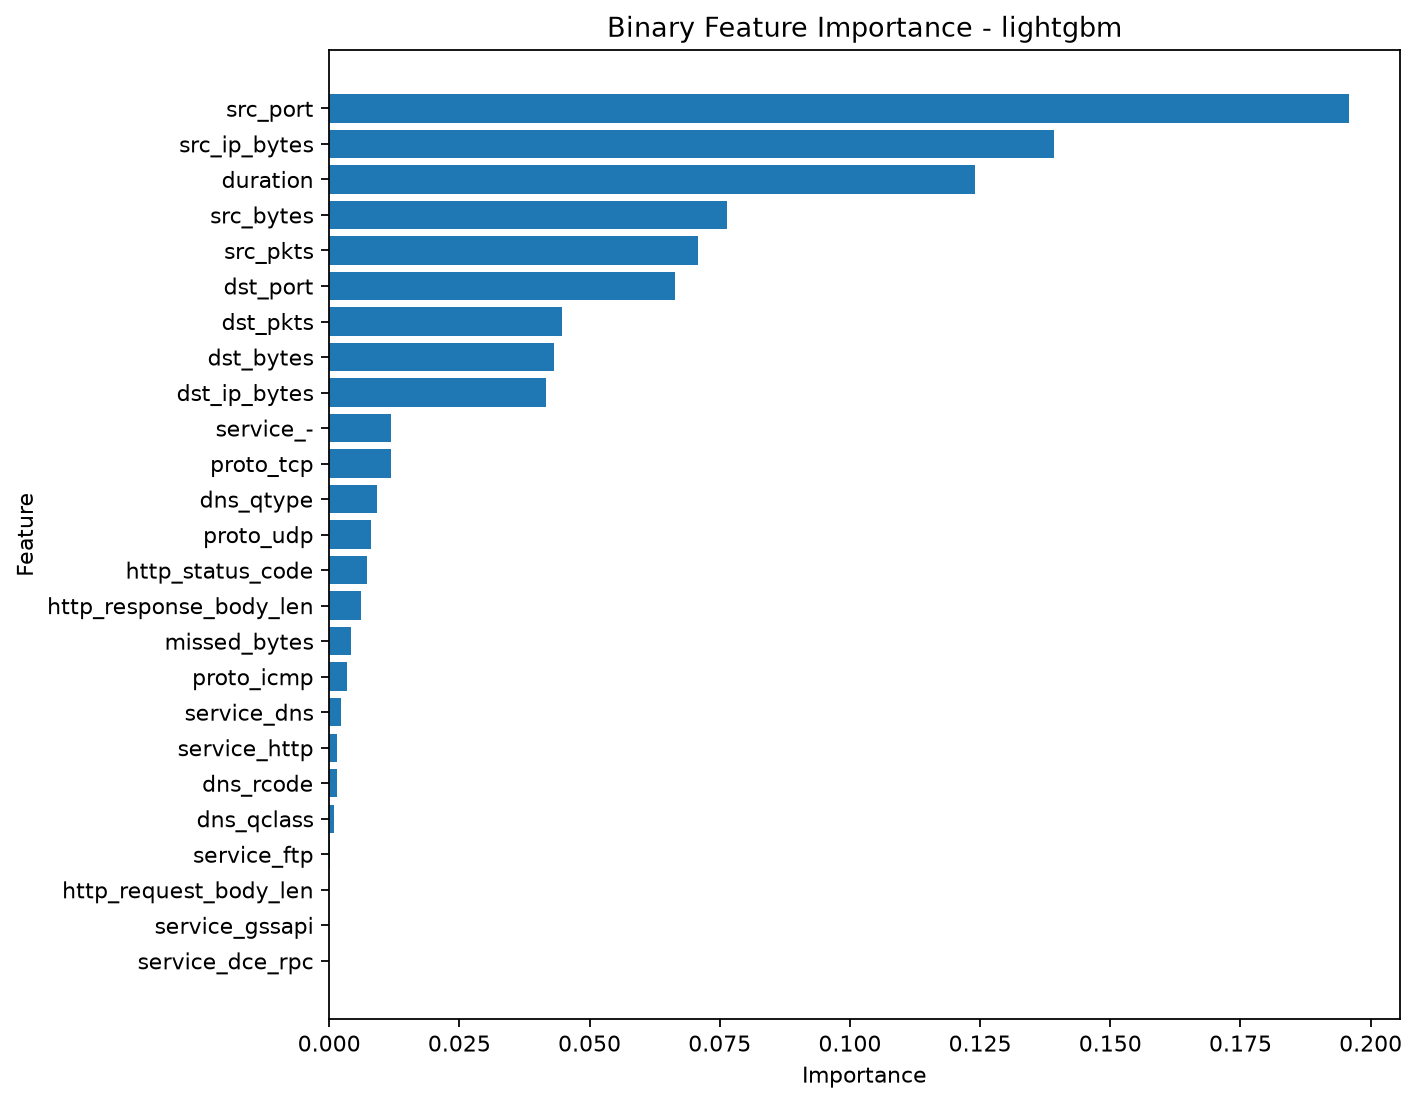 Binary Feature Importance - lightgbm
src_port
src_ip_bytes
duration
src_bytes
src_pkts
dst_port
dst_pkts
dst_bytes
dst_ip_bytes
service_-
proto_tcp
dns_qtype
proto_udp
http_status_code
http_response_body_len
missed_bytes
proto_icmp
service_dns
service_http
dns_rcode
dns_qclass
service_ftp
http_request_body_len
service_gssapi
service_dce_rpc
Feature
0.000 0.025 0.050 0.075 0.100 0.125 0.150 0.175 0.200
Importance